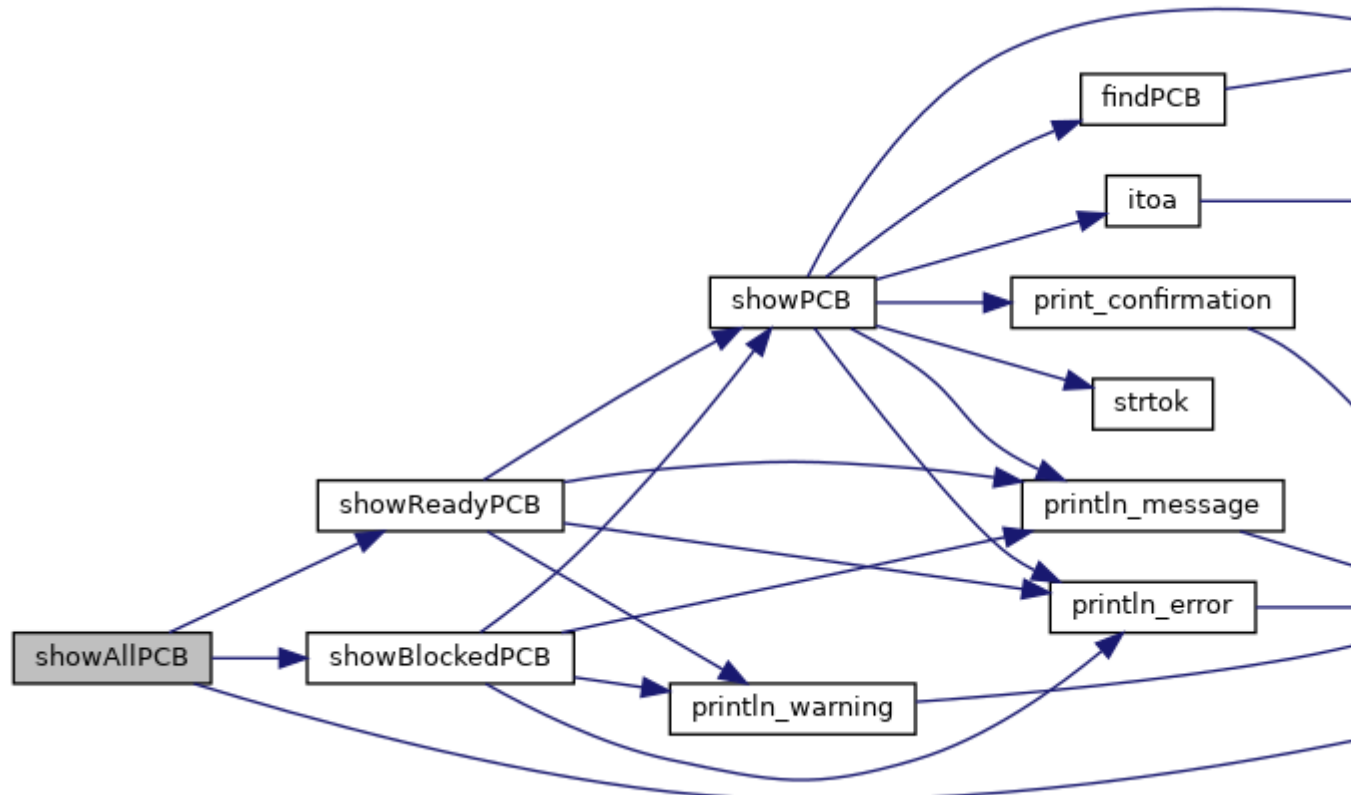 findPCB
itoa
showPCB
print_confirmation
strtok
showReadyPCB
println_message
println_error
showAllPCB
showBlockedPCB
println_warning